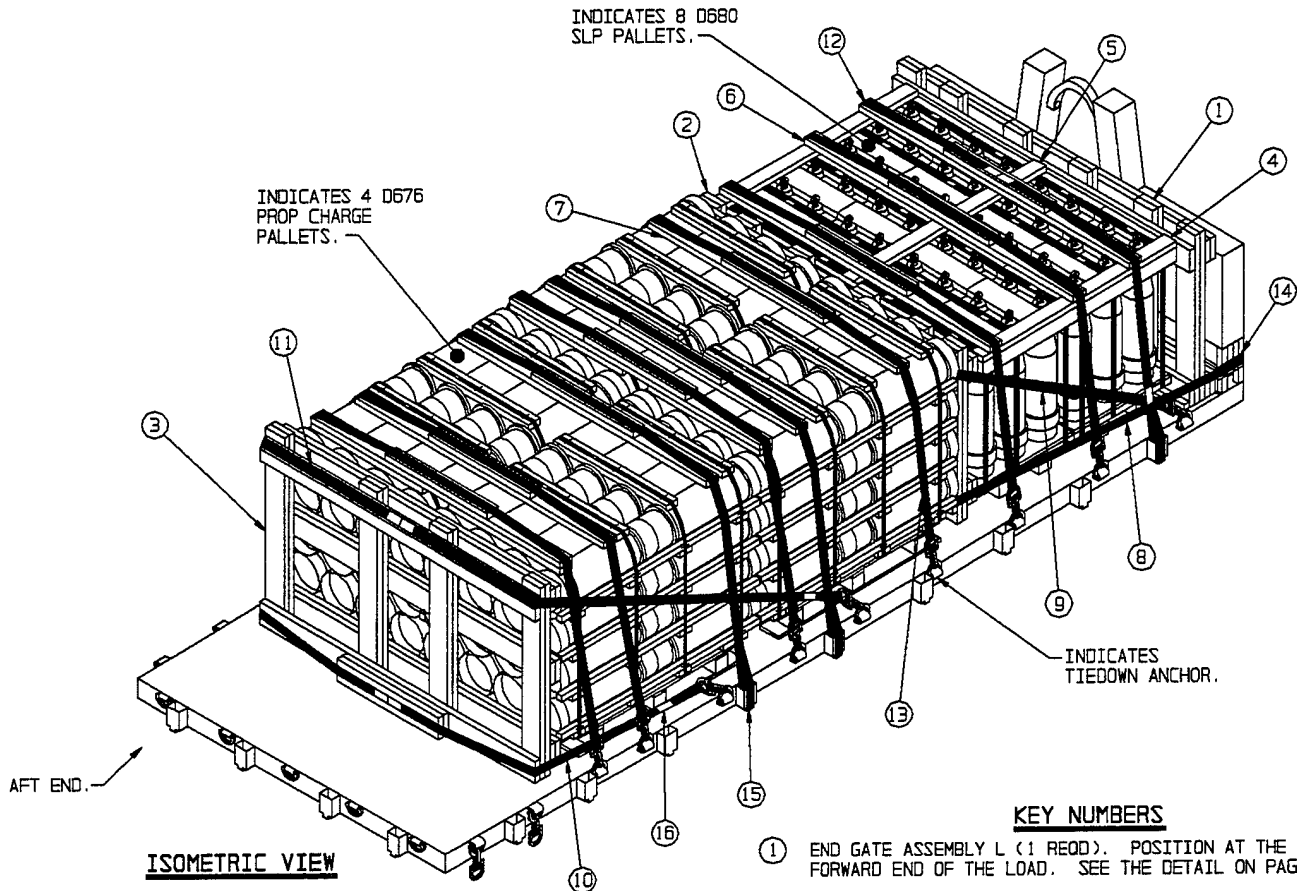 INDICATES 8 D680
SLP PALLETS.
12
5
6
1
2
4
INDICATES 4 D676
PROP CHARGE
PALLETS.
7
14
11
3
8
9
INDICATES
TIEDOWN ANCHOR.
13
AFT END.
15
16
10
ISOMETRIC VIEW
KEY NUMBERS
1 END GATE ASSEMBLY L (1 REQD). POSITION AT THE
FORWARD END OF THE LOAD. SEE THE DETAIL ON PAG